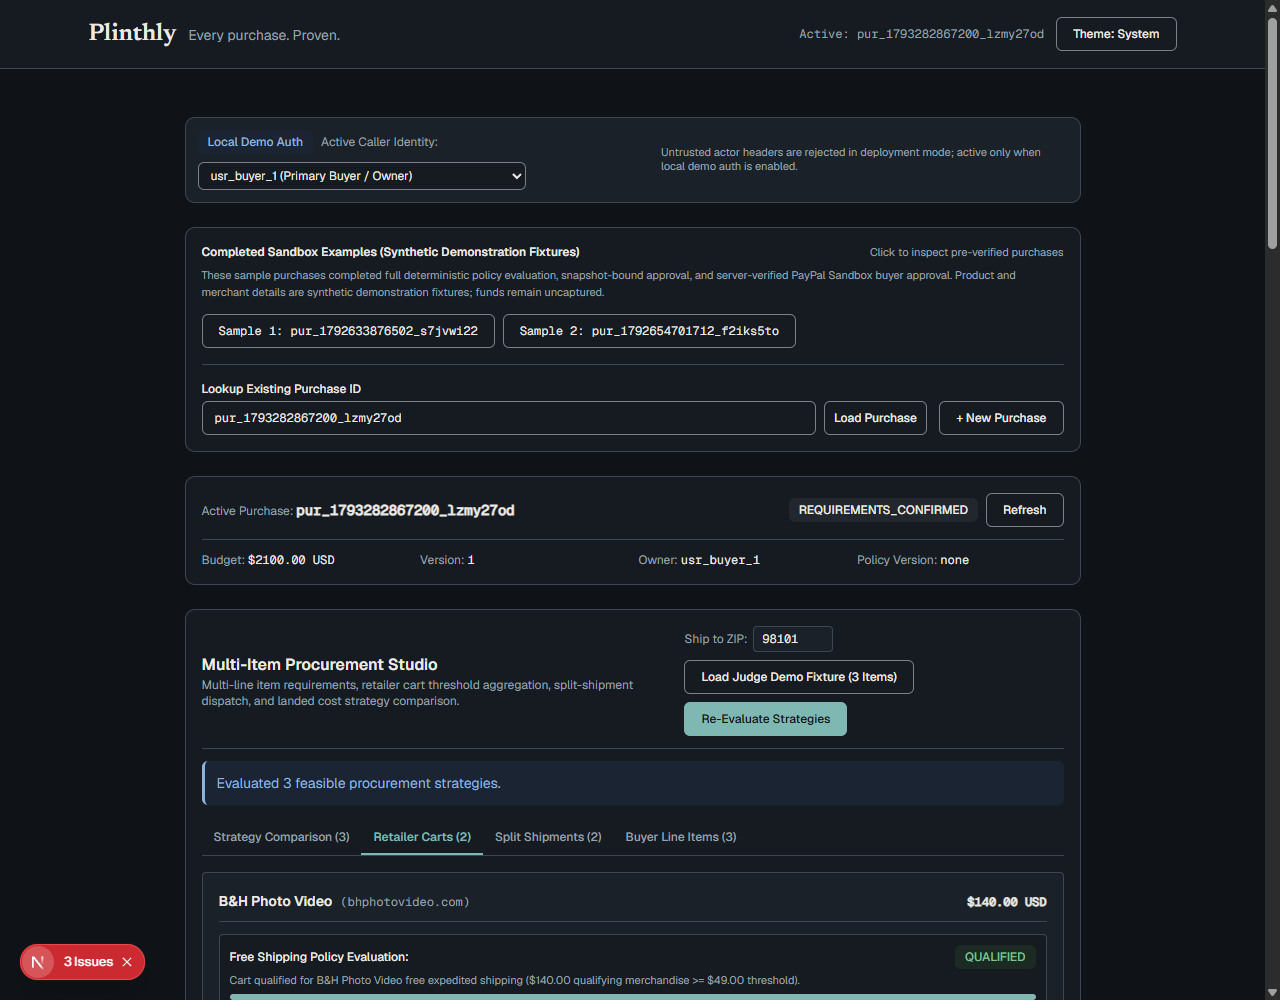 Plinthly Every purchase. Proven.
Active: pur_1793282867200_lzmy27od
Theme: System
Local Demo Auth Active Caller Identity:
usr_buyer_1 (Primary Buyer / Owner)
Untrusted actor headers are rejected in deployment mode; active only when
local demo auth is enabled.
Completed Sandbox Examples (Synthetic Demonstration Fixtures)
Click to inspect pre-verified purchases
These sample purchases completed full deterministic policy evaluation, snapshot-bound approval, and server-verified PayPal Sandbox buyer approval. Product and
merchant details are synthetic demonstration fixtures; funds remain uncaptured.
Sample 1: pur_1792633876502_s7jvwi22
Sample 2: pur_1792654701712_f2iks5to
Lookup Existing Purchase ID
pur_1793282867200_lzmy27od
Load Purchase
+ New Purchase
Active Purchase: pur_1793282867200_lzmy27od
REQUIREMENTS_CONFIRMED
Refresh
Budget: $2100.00 USD
Version: 1
Owner: usr_buyer_1
Policy Version: none
Multi-Item Procurement Studio
Multi-line item requirements, retailer cart threshold aggregation, split-shipment
dispatch, and landed cost strategy comparison.
Ship to ZIP: 98101
Load Judge Demo Fixture (3 Items)
Re-Evaluate Strategies
Evaluated 3 feasible procurement strategies.
Strategy Comparison (3)
Retailer Carts (2)
Split Shipments (2)
Buyer Line Items (3)
B&H Photo Video (bhphotovideo.com)
$140.00 USD
Free Shipping Policy Evaluation:
QUALIFIED
Cart qualified for B&H Photo Video free expedited shipping ($140.00 qualifying merchandise >= $49.00 threshold).
N 3 Issues